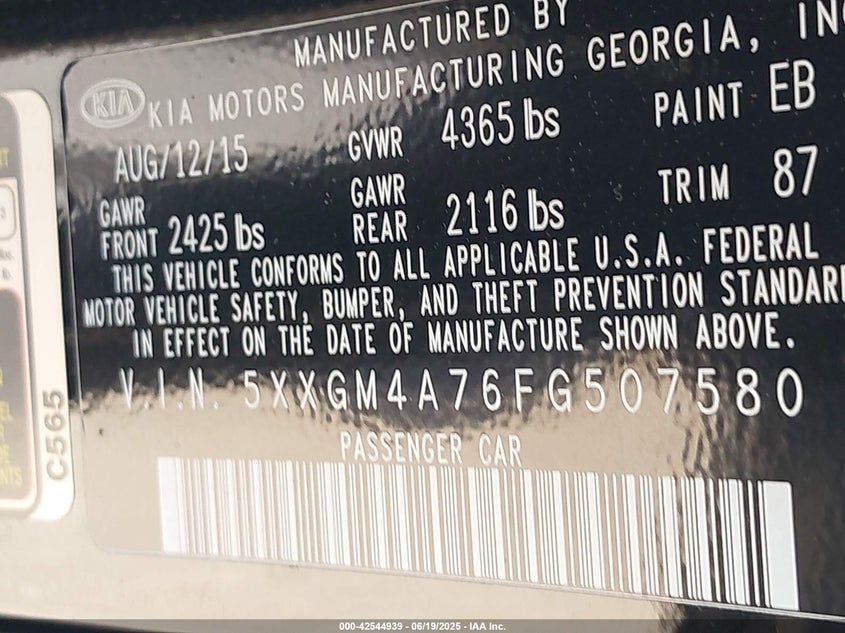 MANUFACTURED BY
KIA KIA MOTORS MANUFACTURING GEORGIA, INC
AUG/12/15 GVWR 4365 lbs PAINT EB
GAWR FRONT 2425 lbs GAWR REAR 2116 lbs TRIM 87
THIS VEHICLE CONFORMS TO ALL APPLICABLE U.S.A. FEDERAL
MOTOR VEHICLE SAFETY, BUMPER, AND THEFT PREVENTION STANDAR
IN EFFECT ON THE DATE OF MANUFACTURE SHOWN ABOVE.
V.I.N. 5XXGM4A76FG507580
PASSENGER CAR
C565
000-42544939 - 06/19/2025 - IAA Inc.